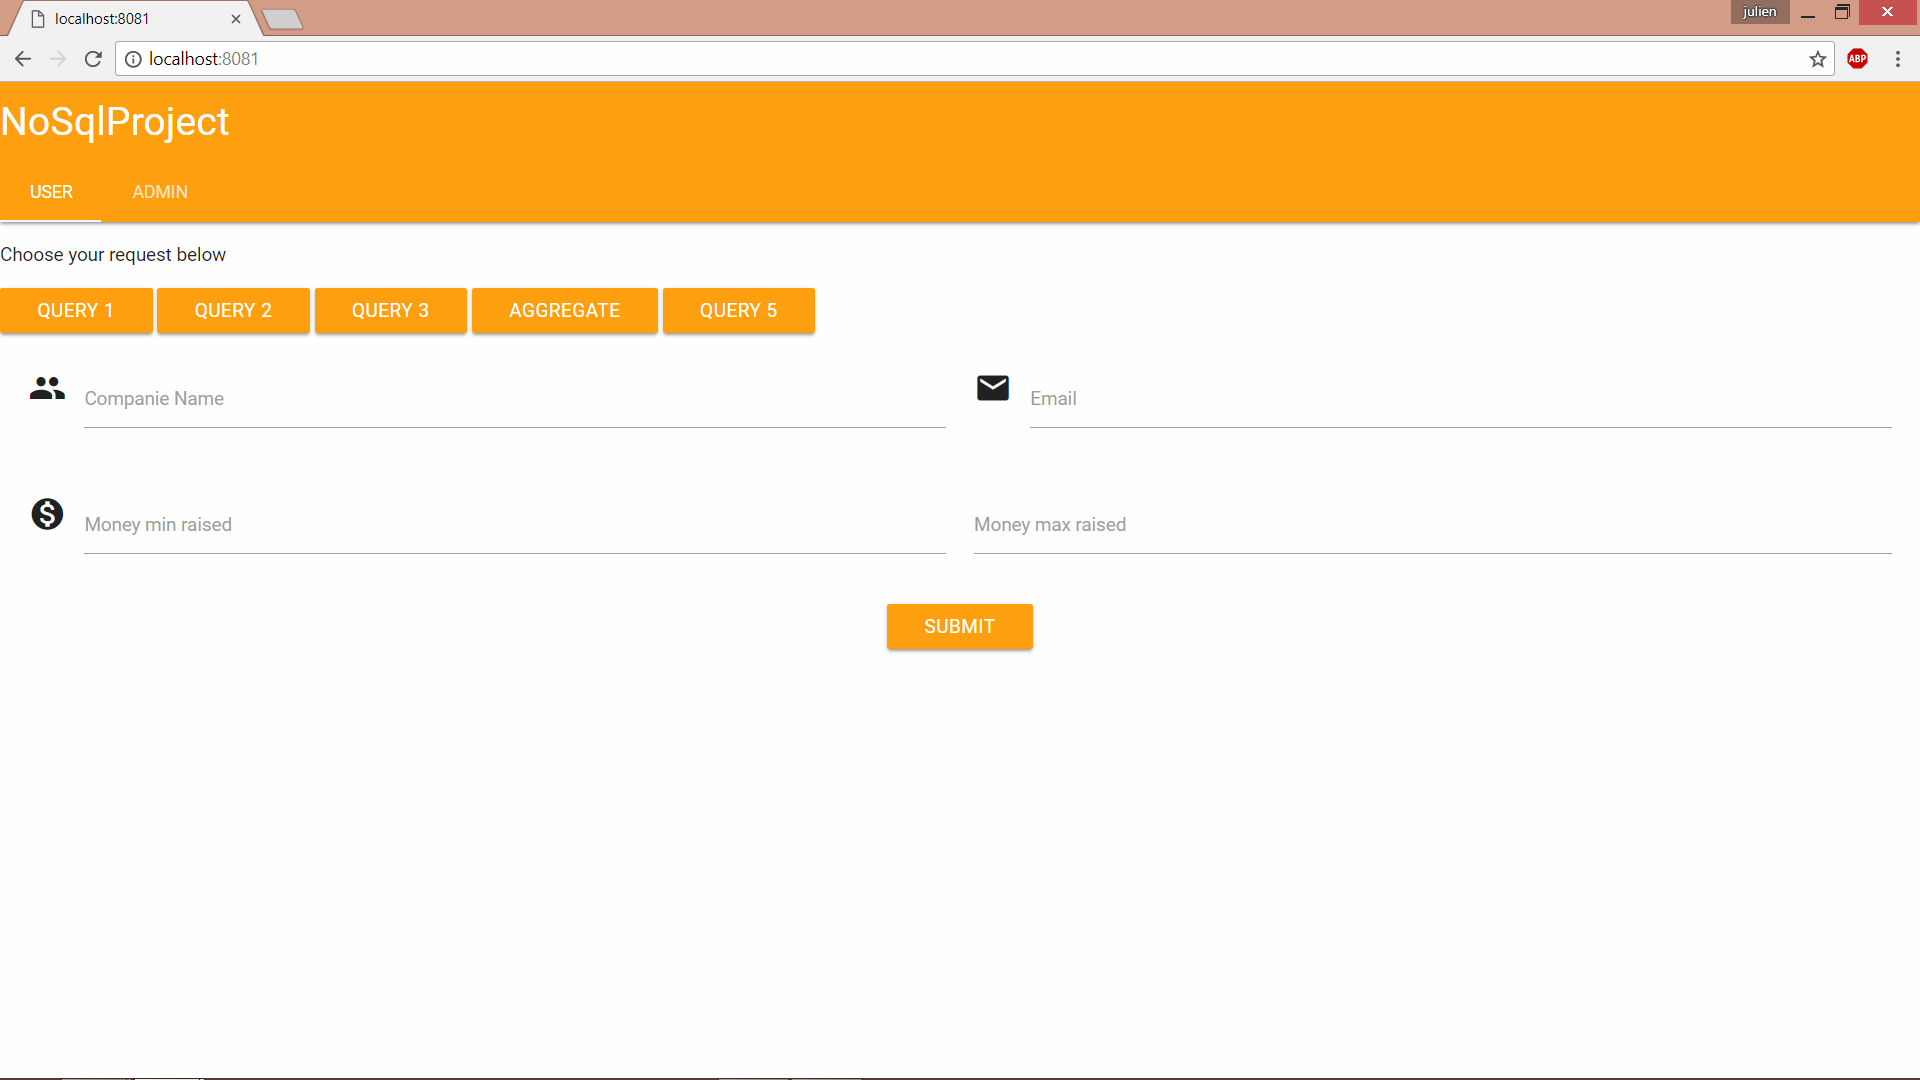 localhost:8081
julien
localhost:8081
ABP
NoSqlProject
USER ADMIN
Choose your request below
QUERY 1 QUERY 2 QUERY 3 AGGREGATE QUERY 5
Companie Name Email
Money min raised Money max raised
SUBMIT